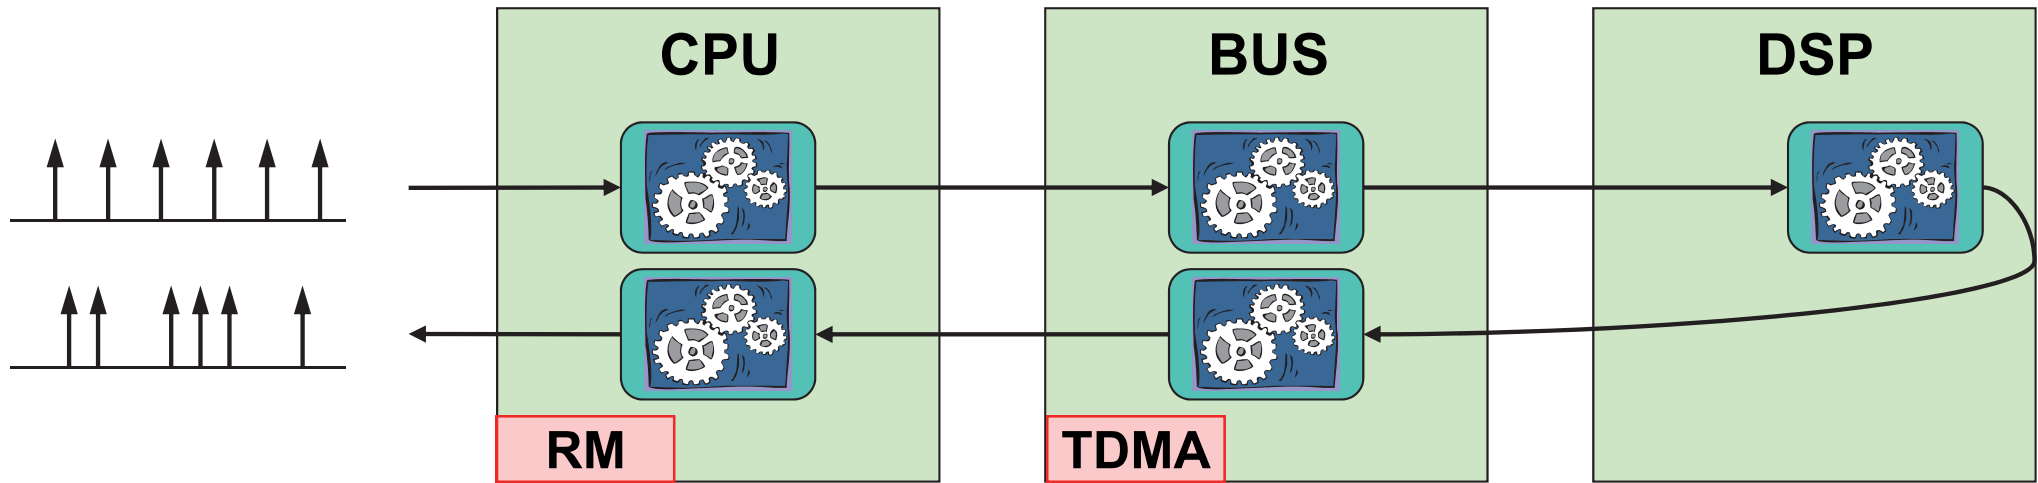 CPU
BUS
DSP
RM
TDMA